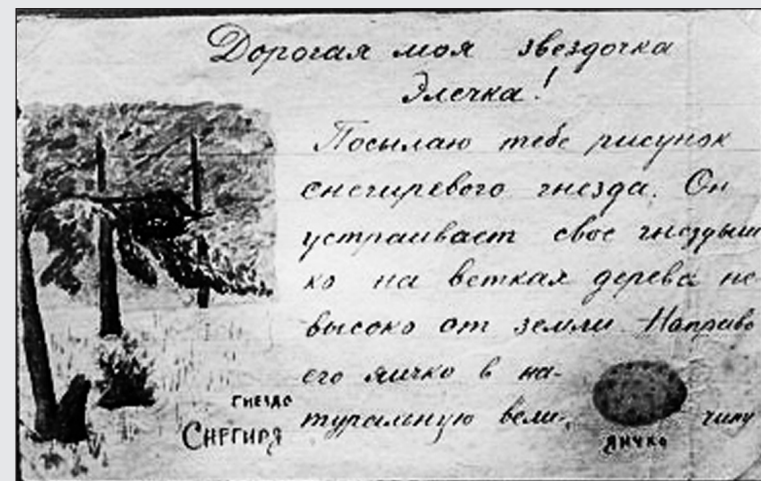 Дорогая моя звездочка
Элечка!
Посылаю тебе рисунок
снегиревого гнезда. Он
устраивает свое гнездыш
ко на ветках дерева не
высоко от земли Направо
его яичко в на-
туральную вели- чину
гнездо
Снегиря
яичко